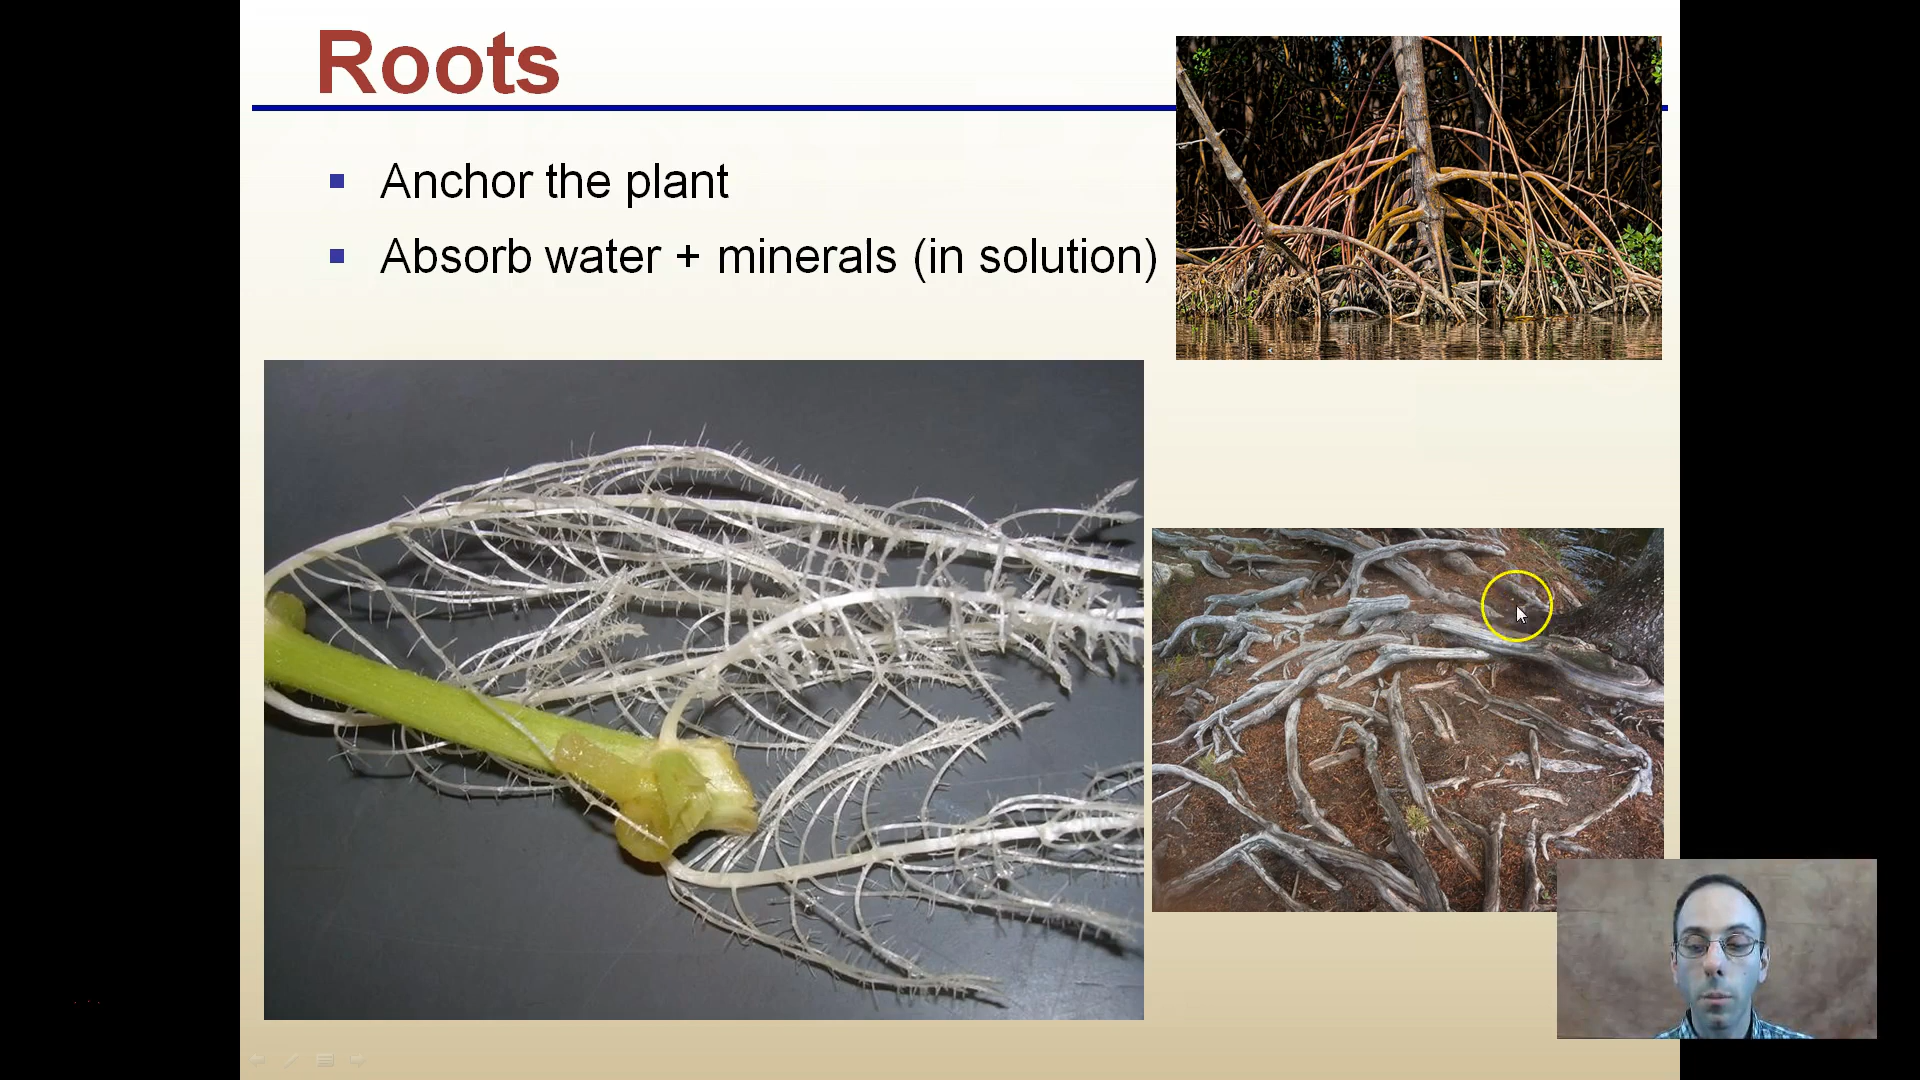 Roots
Anchor the plant
Absorb water + minerals (in solution)